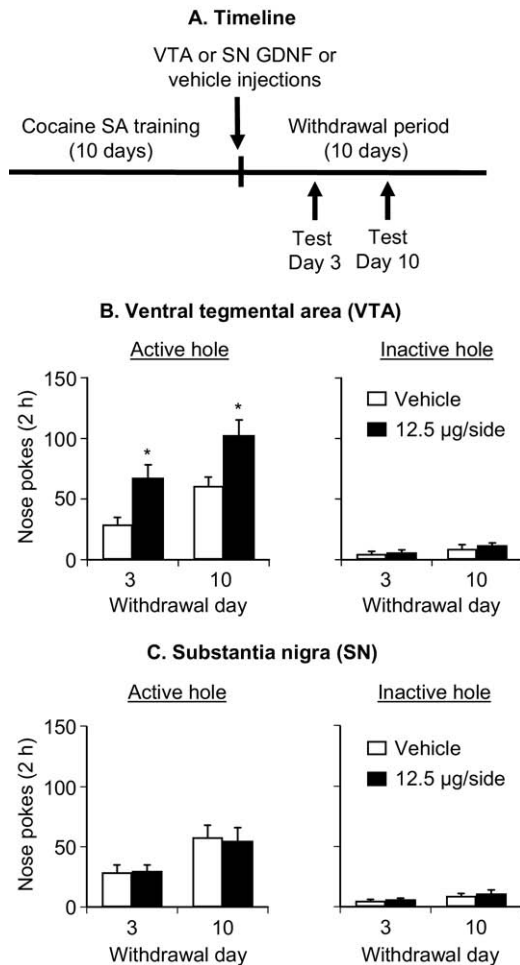 A. Timeline
VTA or SN GDNF or
vehicle injections
Cocaine SA training
(10 days)
Withdrawal period
(10 days)
Test
Day 3
Test
Day 10
B. Ventral tegmental area (VTA)
Active hole
Nose pokes (2 h)
150
100
50
0
*
*
3
10
Withdrawal day
Inactive hole
Vehicle
12.5 µg/side
3
10
Withdrawal day
C. Substantia nigra (SN)
Active hole
Nose pokes (2 h)
150
100
50
0
3
10
Withdrawal day
Inactive hole
Vehicle
12.5 µg/side
3
10
Withdrawal day